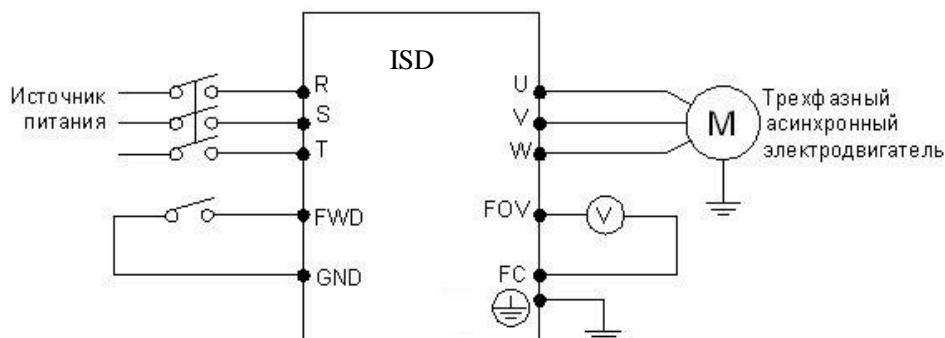 ISD
Источник
питания
R
S
T
FWD
GND
U
V
W
FOV
FC
V
M
Трехфазный
асинхронный
электродвигатель